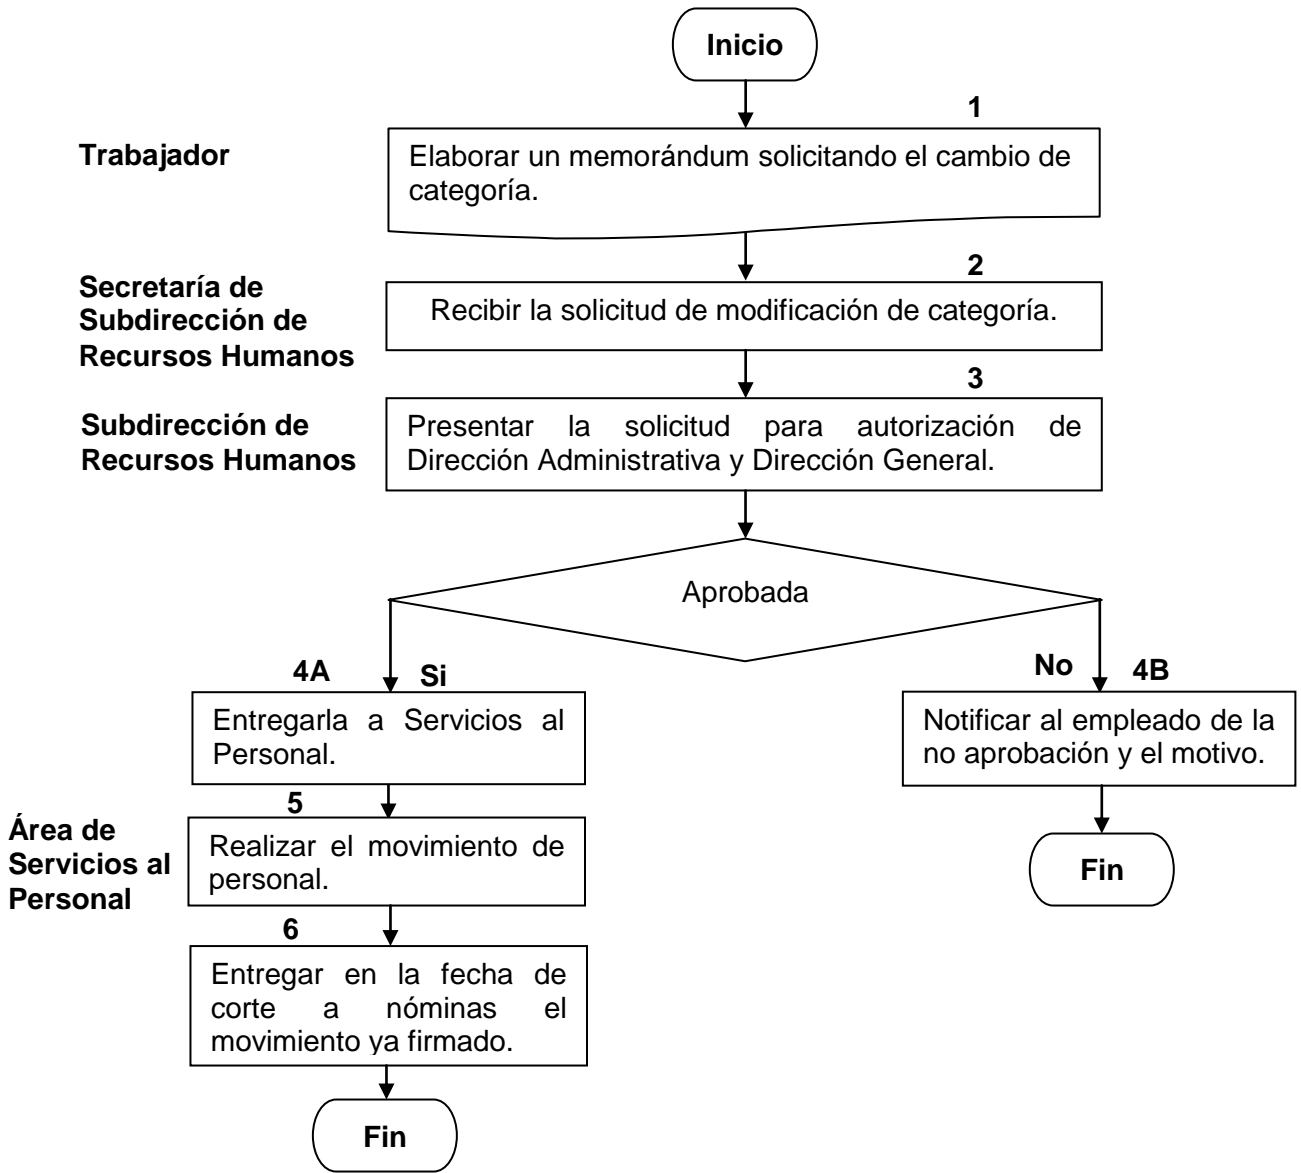 Inicio
1
Trabajador
Elaborar un memorándum solicitando el cambio de
categoría.
2
Secretaría de
Subdirección de
Recursos Humanos
Recibir la solicitud de modificación de categoría.
3
Subdirección de
Recursos Humanos
Presentar la solicitud para autorización de
Dirección Administrativa y Dirección General.
Aprobada
4A Si
No 4B
Entregarla a Servicios al
Personal.
Notificar al empleado de la
no aprobación y el motivo.
5
Área de
Servicios al
Personal
Realizar el movimiento de
personal.
Fin
6
Entregar en la fecha de
corte a nóminas el
movimiento ya firmado.
Fin